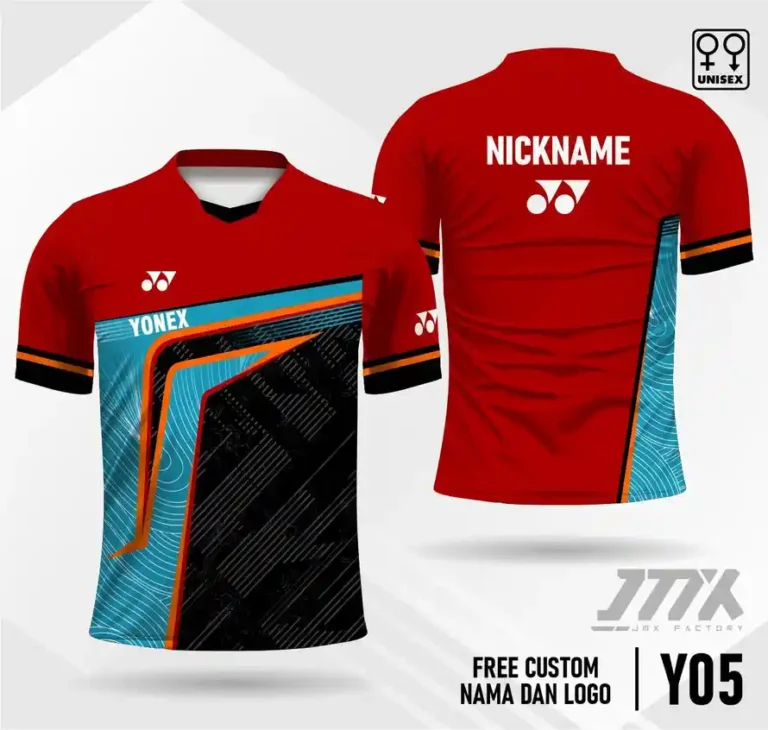 UNISEX
NICKNAME
YONEX
JMX
JMX FACTORY
FREE CUSTOM
NAMA DAN LOGO
Y05